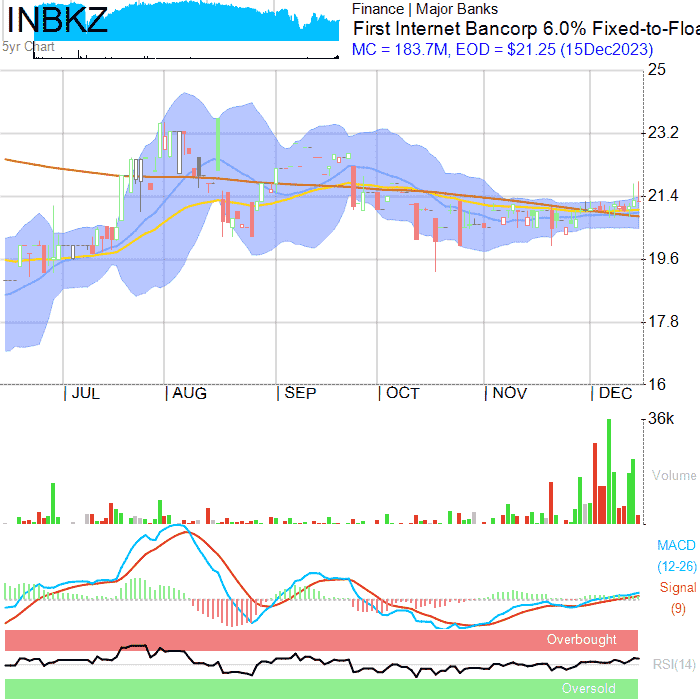 INBKZ
5yr Chart
Finance | Major Banks
First Internet Bancorp 6.0% Fixed-to-Floa
MC = 183.7M, EOD = $21.25 (15Dec2023)
25
23.2
21.4
19.6
17.8
16
JUL AUG SEP OCT NOV DEC
36k
Volume
MACD
(12-26)
Signal
(9)
Overbought
RSI(14)
Oversold